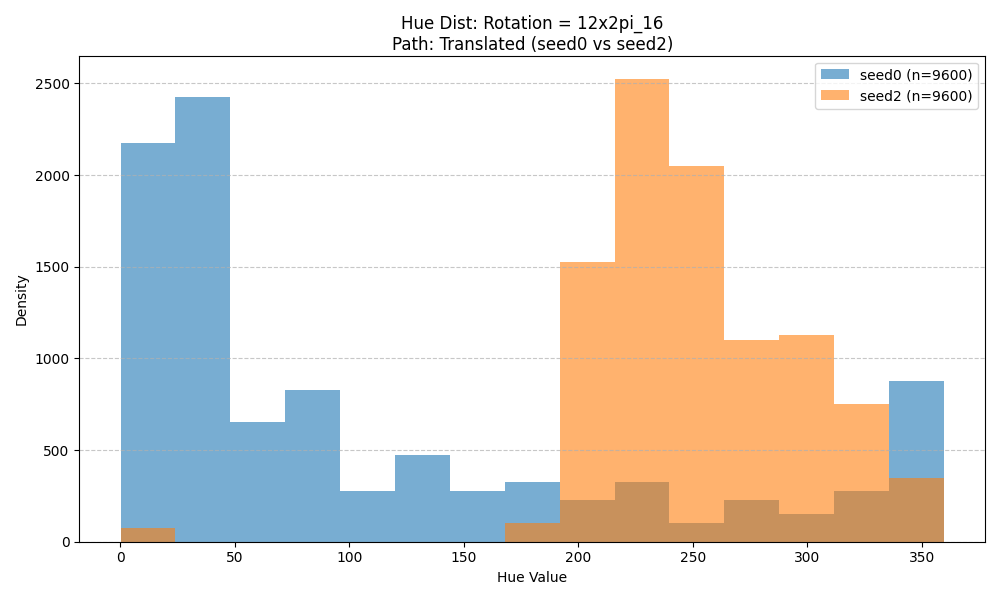 Hue Dist: Rotation = 12x2pi_16
Path: Translated (seed0 vs seed2)
seed0 (n=9600)
seed2 (n=9600)
Density
2500
2000
1500
1000
500
0
0 50 100 150 200 250 300 350
Hue Value